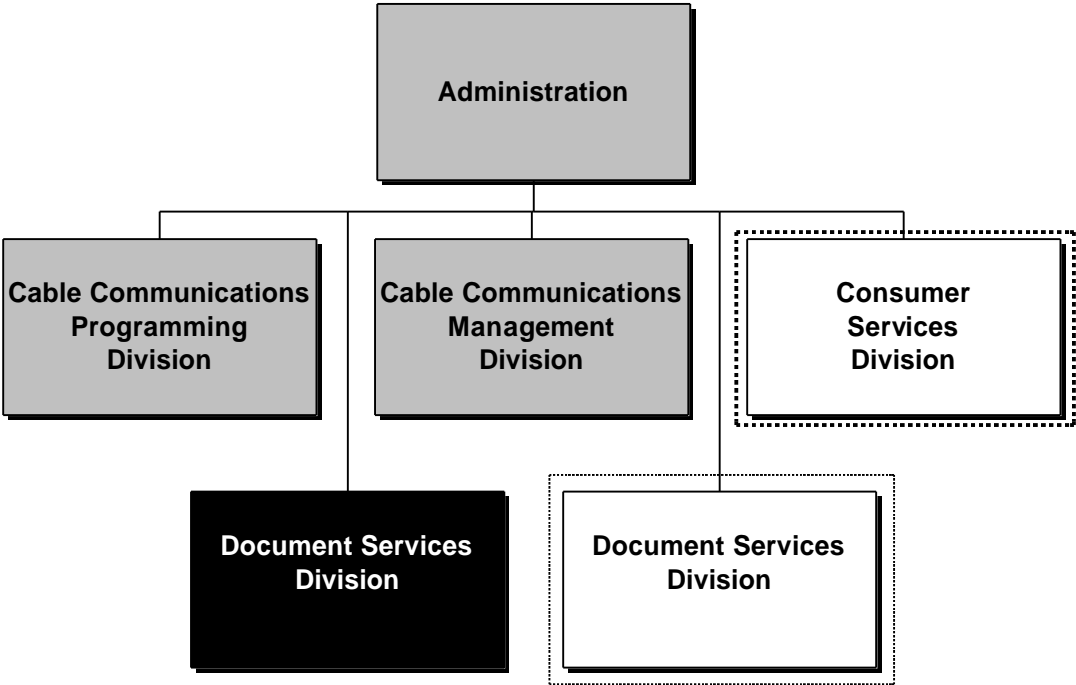 Administration
Cable Communications
Programming
Division
Cable Communications
Management
Division
Consumer
Services
Division
Document Services
Division
Document Services
Division